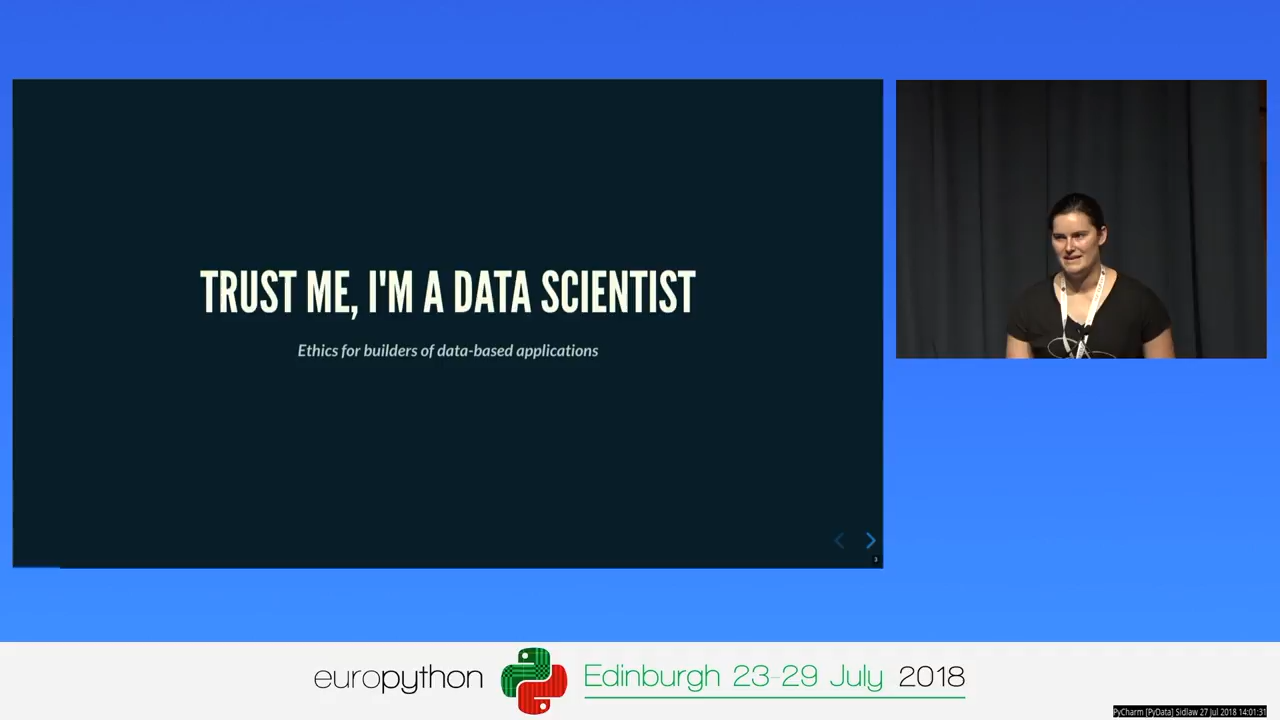 TRUST ME, I'M A DATA SCIENTIST
Ethics for builders of data-based applications
3
europython Edinburgh 23-29 July 2018
PyCharm [PyData] Sidlaw 27 Jul 2018 14:01:31